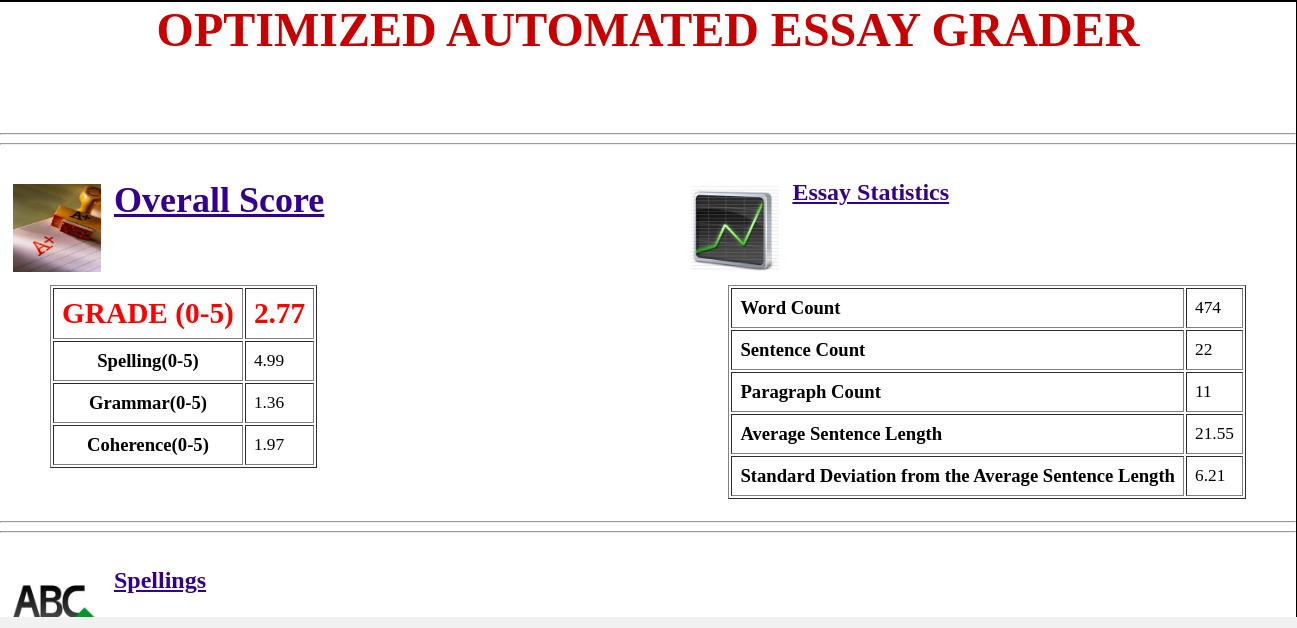 OPTIMIZED AUTOMATED ESSAY GRADER
Overall Score
GRADE (0-5) 2.77
Spelling(0-5) 4.99
Grammar(0-5) 1.36
Coherence(0-5) 1.97
Essay Statistics
Word Count 474
Sentence Count 22
Paragraph Count 11
Average Sentence Length 21.55
Standard Deviation from the Average Sentence Length 6.21
A+
A+
Spellings
ABC